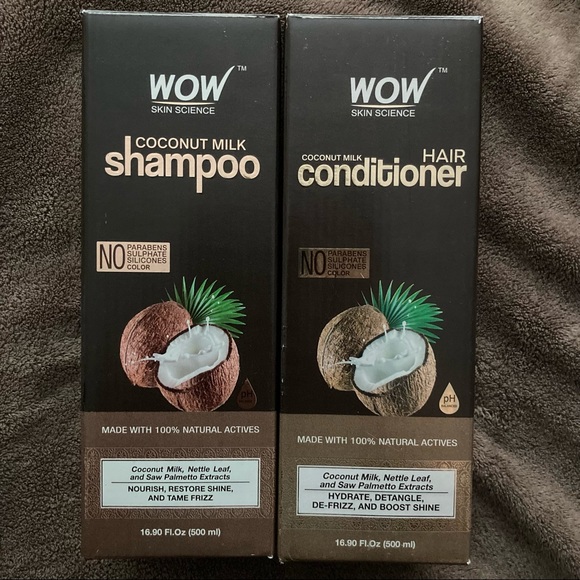 WOW™
SKIN SCIENCE
COCONUT MILK
shampoo
NO PARABENS
SULPHATE
SILICONES
COLOR
pH
MADE WITH 100% NATURAL ACTIVES
Coconut Milk, Nettle Leaf,
and Saw Palmetto Extracts
NOURISH, RESTORE SHINE,
AND TAME FRIZZ
16.90 Fl.Oz (500 ml)
WOW™
SKIN SCIENCE
COCONUT MILK HAIR
conditioner
NO PARABENS
SULPHATE
SILICONES
COLOR
pH
MADE WITH 100% NATURAL ACTIVES
Coconut Milk, Nettle Leaf,
and Saw Palmetto Extracts
HYDRATE, DETANGLE,
DE-FRIZZ, AND BOOST SHINE
16.90 Fl.Oz (500 ml)